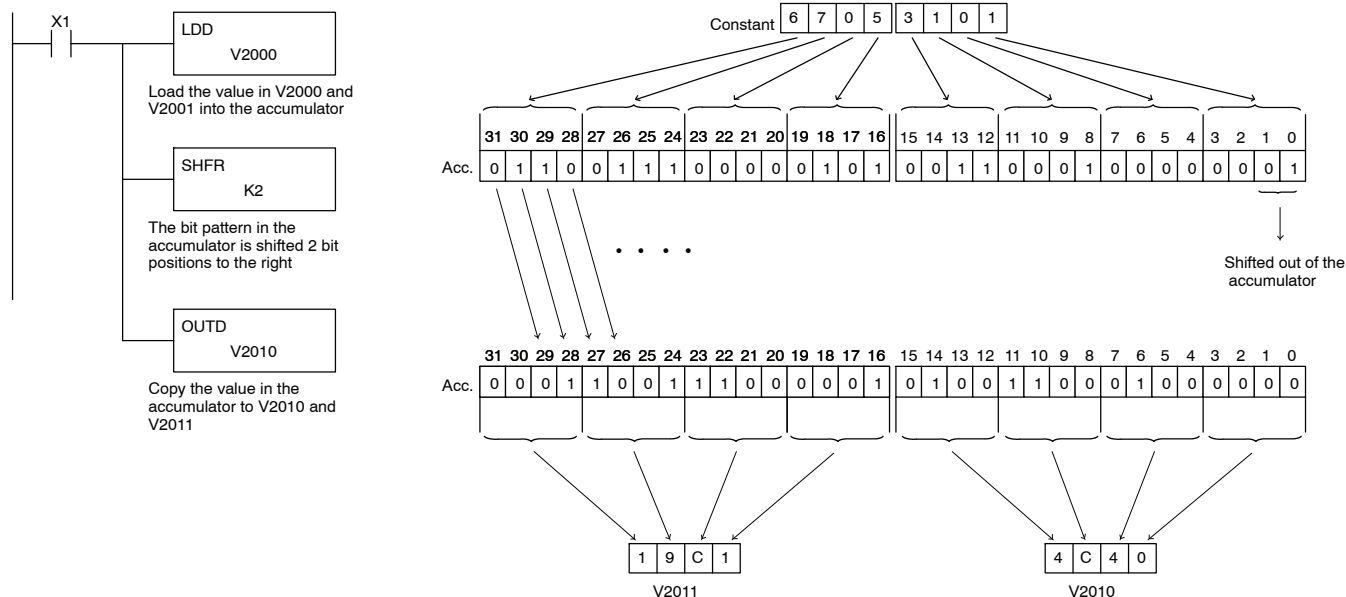 X1
LDD
V2000
Load the value in V2000 and
V2001 into the accumulator
SHFR
K2
The bit pattern in the
accumulator is shifted 2 bit
positions to the right
OUTD
V2010
Copy the value in the
accumulator to V2010 and
V2011
Constant 6 7 0 5 3 1 0 1
31 30 29 28 27 26 25 24 23 22 21 20 19 18 17 16 15 14 13 12 11 10 9 8 7 6 5 4 3 2 1 0
Acc. 0 1 1 0 0 1 1 1 0 0 0 0 0 1 0 1 0 0 1 1 0 0 0 1 0 0 0 0 0 0 0 1
. . . .
Shifted out of the
accumulator
31 30 29 28 27 26 25 24 23 22 21 20 19 18 17 16 15 14 13 12 11 10 9 8 7 6 5 4 3 2 1 0
Acc. 0 0 0 1 1 0 0 1 1 1 0 0 0 0 0 1 0 1 0 0 1 1 0 0 0 1 0 0 0 0 0 0
1 9 C 1 4 C 4 0
V2011 V2010